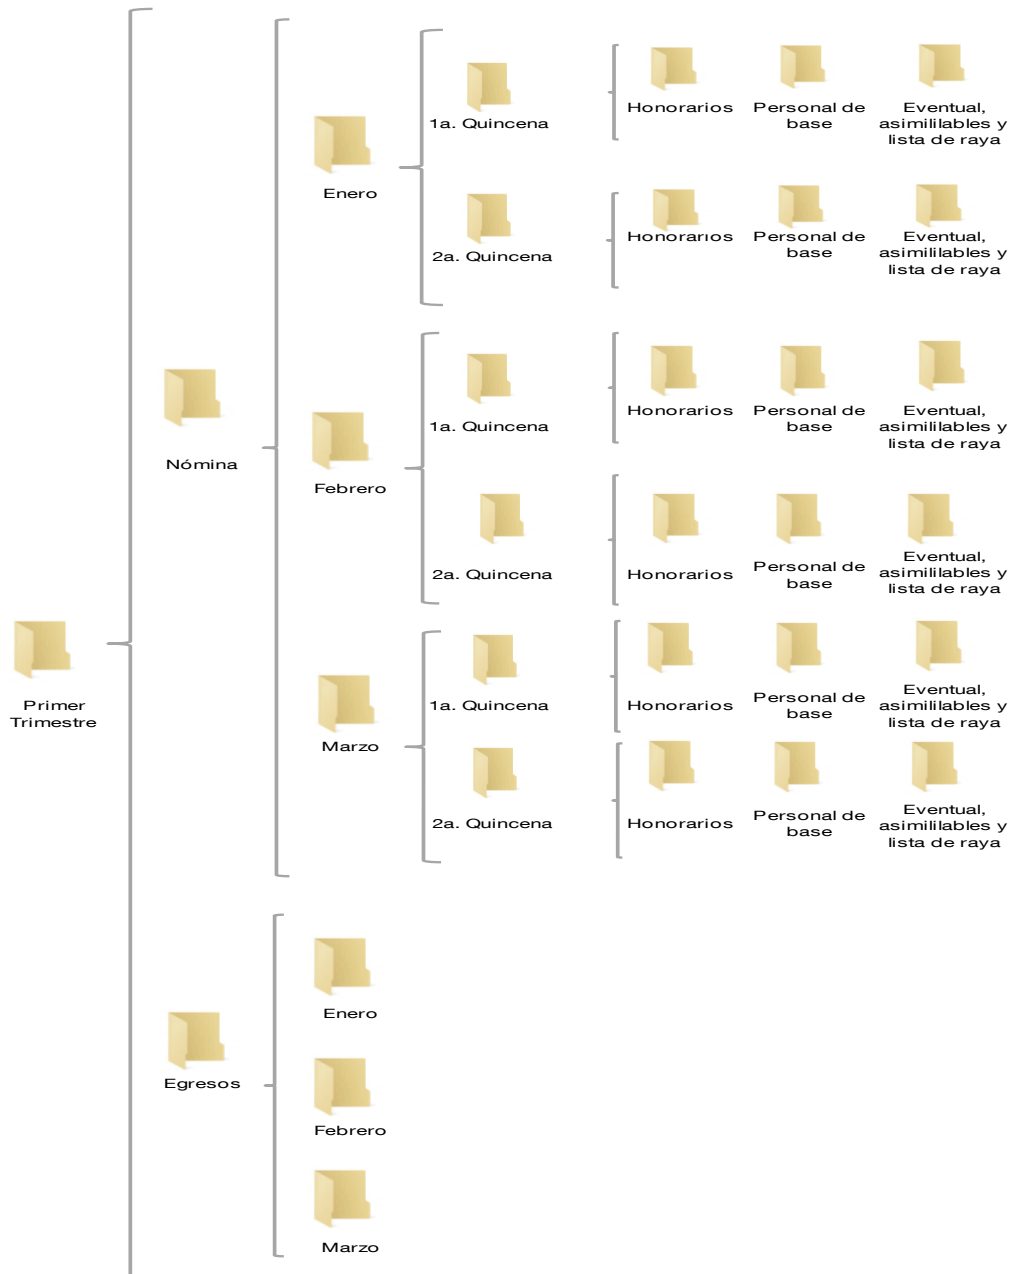 Honorarios
Personal de
base
Eventual,
asimililables y
lista de raya
1a. Quincena
Enero
Honorarios
Personal de
base
Eventual,
asimililables y
lista de raya
2a. Quincena
Honorarios
Personal de
base
Eventual,
asimililables y
lista de raya
1a. Quincena
Nómina
Febrero
Honorarios
Personal de
base
Eventual,
asimililables y
lista de raya
2a. Quincena
Primer
Trimestre
Honorarios
Personal de
base
Eventual,
asimililables y
lista de raya
1a. Quincena
Marzo
Honorarios
Personal de
base
Eventual,
asimililables y
lista de raya
2a. Quincena
Enero
Egresos
Febrero
Marzo